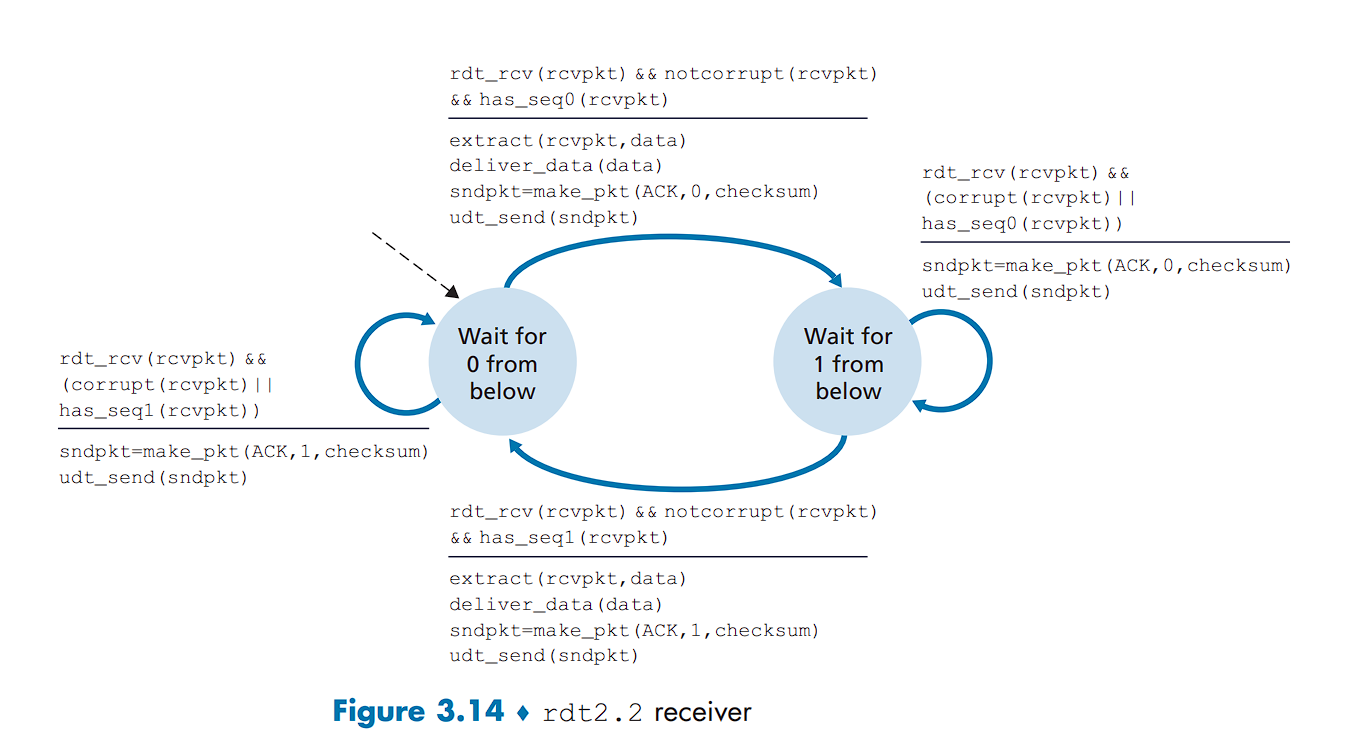 rdt_rcv(rcvpkt) && notcorrupt(rcvpkt)
&& has_seq0(rcvpkt)
extract(rcvpkt,data)
deliver_data(data)
sndpkt=make_pkt(ACK,0,checksum)
udt_send(sndpkt)
rdt_rcv(rcvpkt) &&
(corrupt(rcvpkt)||
has_seq0(rcvpkt))
sndpkt=make_pkt(ACK,0,checksum)
udt_send(sndpkt)
Wait for
0 from
below
Wait for
1 from
below
rdt_rcv(rcvpkt) &&
(corrupt(rcvpkt)||
has_seq1(rcvpkt))
sndpkt=make_pkt(ACK,1,checksum)
udt_send(sndpkt)
rdt_rcv(rcvpkt) && notcorrupt(rcvpkt)
&& has_seq1(rcvpkt)
extract(rcvpkt,data)
deliver_data(data)
sndpkt=make_pkt(ACK,1,checksum)
udt_send(sndpkt)
Figure 3.14 ♦ rdt2.2 receiver